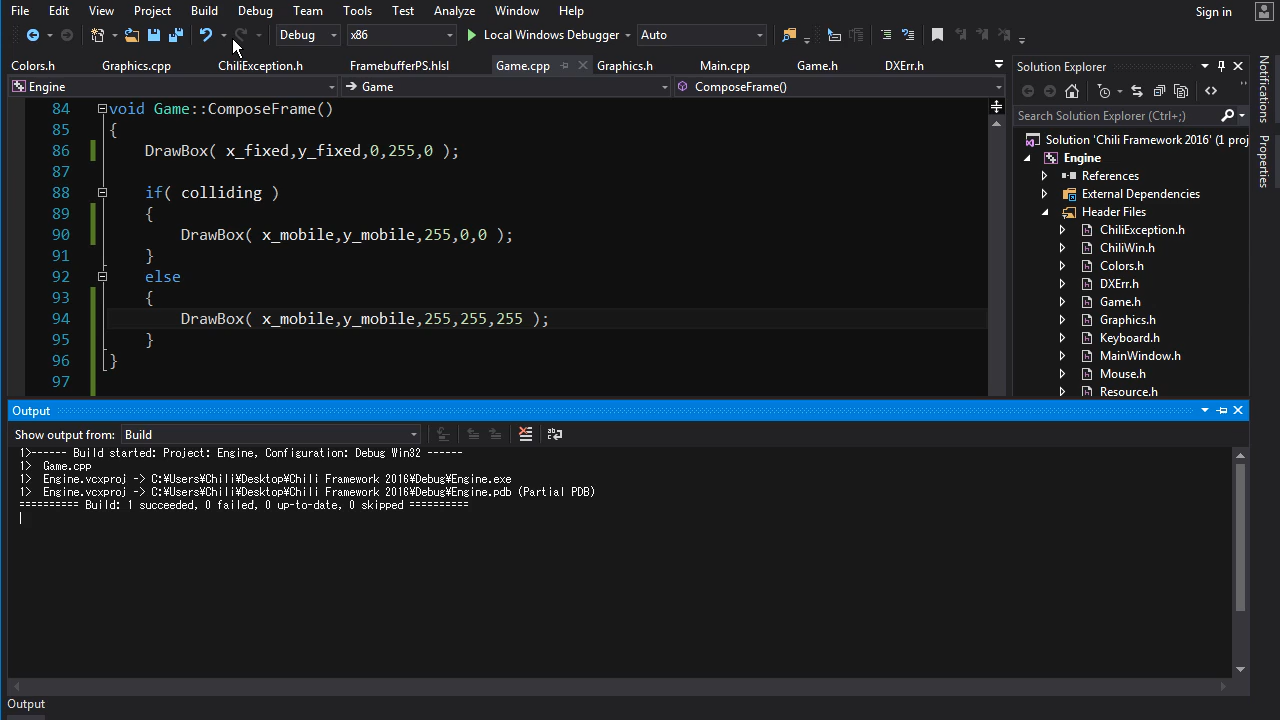 File Edit View Project Build Debug Team Tools Test Analyze Window Help Sign in
Debug x86 Local Windows Debugger Auto
Colors.h Graphics.cpp ChiliException.h FramebufferPS.hlsl Game.cpp Graphics.h Main.cpp Game.h DXErr.h
Engine Game ComposeFrame()
84 void Game::ComposeFrame()
85 {
86 DrawBox( x_fixed,y_fixed,0,255,0 );
87
88 if( colliding )
89 {
90 DrawBox( x_mobile,y_mobile,255,0,0 );
91 }
92 else
93 {
94 DrawBox( x_mobile,y_mobile,255,255,255 );
95 }
96 }
97
Solution Explorer
Search Solution Explorer (Ctrl+;)
Solution 'Chili Framework 2016' (1 proj
Engine
References
External Dependencies
Header Files
ChiliException.h
ChiliWin.h
Colors.h
DXErr.h
Game.h
Graphics.h
Keyboard.h
MainWindow.h
Mouse.h
Resource.h
Notifications
Properties
Output
Show output from: Build
1>------ Build started: Project: Engine, Configuration: Debug Win32 ------
1> Game.cpp
1> Engine.vcxproj -> C:¥Users¥Chili¥Desktop¥Chili Framework 2016¥Debug¥Engine.exe
1> Engine.vcxproj -> C:¥Users¥Chili¥Desktop¥Chili Framework 2016¥Debug¥Engine.pdb (Partial PDB)
========== Build: 1 succeeded, 0 failed, 0 up-to-date, 0 skipped ==========
Output